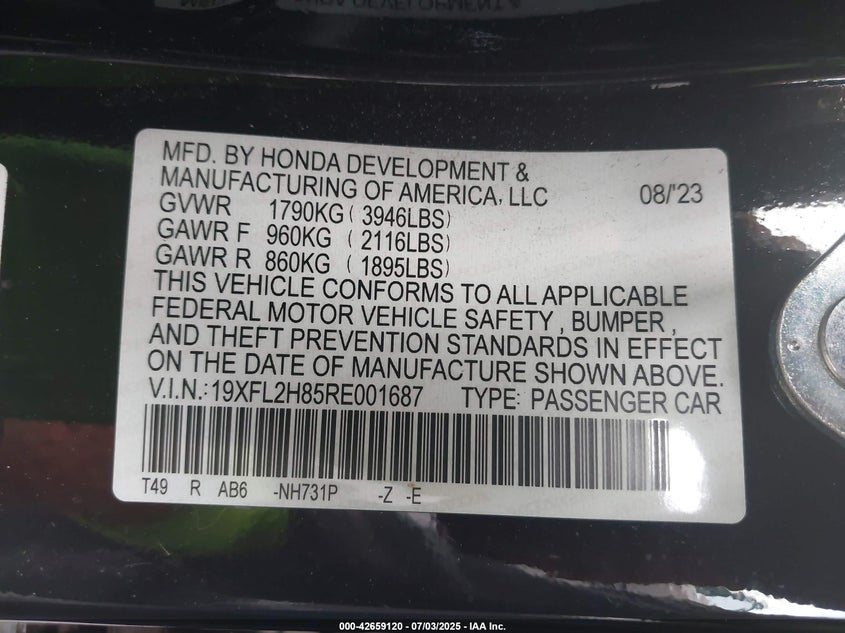 MFD. BY HONDA DEVELOPMENT &
MANUFACTURING OF AMERICA, LLC 08/'23
GVWR 1790KG ( 3946LBS)
GAWR F 960KG ( 2116LBS)
GAWR R 860KG ( 1895LBS)
THIS VEHICLE CONFORMS TO ALL APPLICABLE
FEDERAL MOTOR VEHICLE SAFETY , BUMPER ,
AND THEFT PREVENTION STANDARDS IN EFFECT
ON THE DATE OF MANUFACTURE SHOWN ABOVE.
V.I.N.:19XFL2H85RE001687 TYPE: PASSENGER CAR
T49 R AB6 -NH731P -Z -E
000-42659120 - 07/03/2025 - IAA Inc.